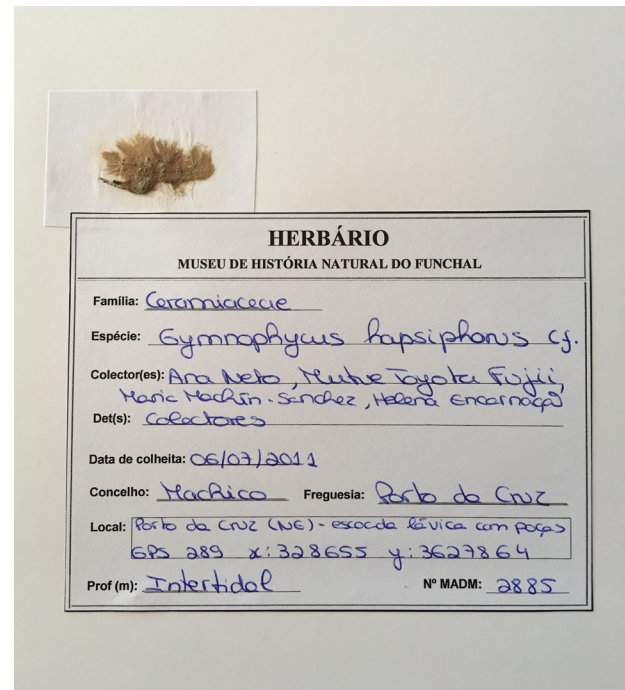 HERBÁRIO
MUSEU DE HISTÓRIA NATURAL DO FUNCHAL
Família: Ceramiaceae
Espécie: Gymnophycus hapsiphorus cf.
Colector(es): Ana Neto, Mutue Toyota Fujii,
Maria Machín-Sánchez, Helena Encarnação
Det(s): Colectores
Data de colheita: 06/07/2011
Concelho: Machico Freguesia: Porto da Cruz
Local: Porto da Cruz (NE) - escoada lávica com poças
GPS 289 x: 328655 y: 3627864
Prof (m): Intertidal Nº MADM: 2885